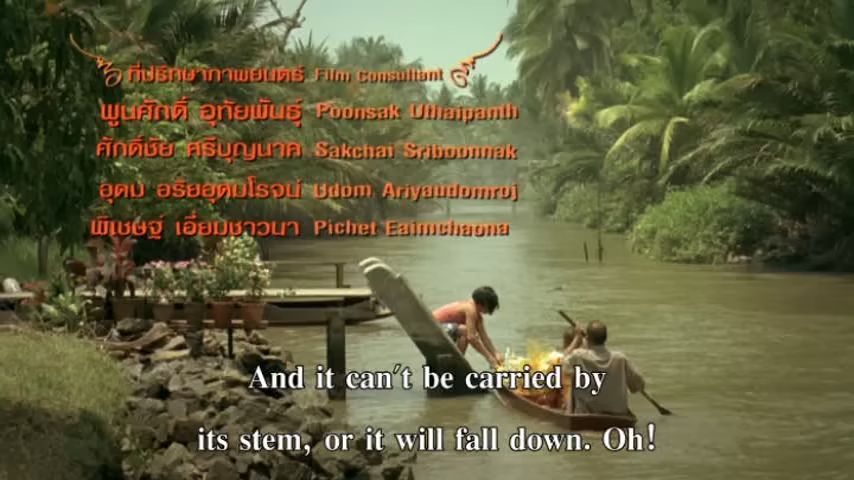 ที่ปรึกษาภาพยนตร์ Film Consultant
พูนศักดิ์ อุทัยพันธุ์ Poonsak Uthaipanth
ศักดิ์ชัย ศรีบุญนาค Sakchai Sriboonnak
อุดม อริยอุดมโรจน์ Udom Ariyaudomroj
พิเชษฐ์ เอี่ยมชาวนา Pichet Eaimchaona
And it can't be carried by
its stem, or it will fall down. Oh!